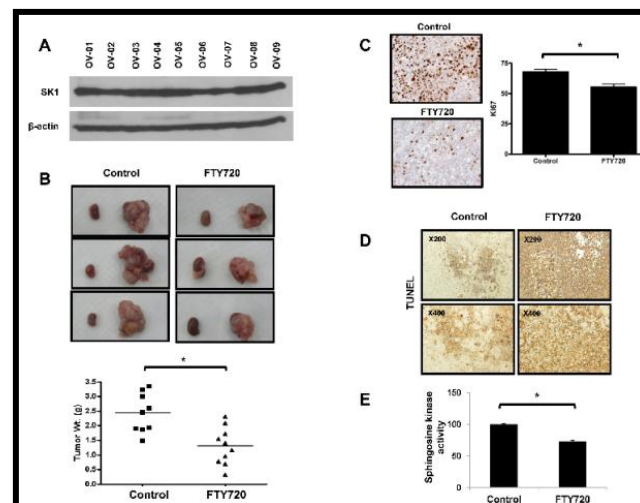 A
OV-01 OV-02 OV-03 OV-04 OV-05 OV-06 OV-07 OV-08 OV-09
SK1
β-actin
B
Control FTY720
*
Tumor Wt. (g)
3.5
3.0
2.5
2.0
1.5
1.0
0.5
0.0
Control FTY720
C
Control
FTY720
*
KI67
75
50
25
0
Control FTY720
D
Control FTY720
TUNEL
X200 X200
X400 X400
E
*
Sphingosine kinase
activity
150
100
50
0
Control FTY720